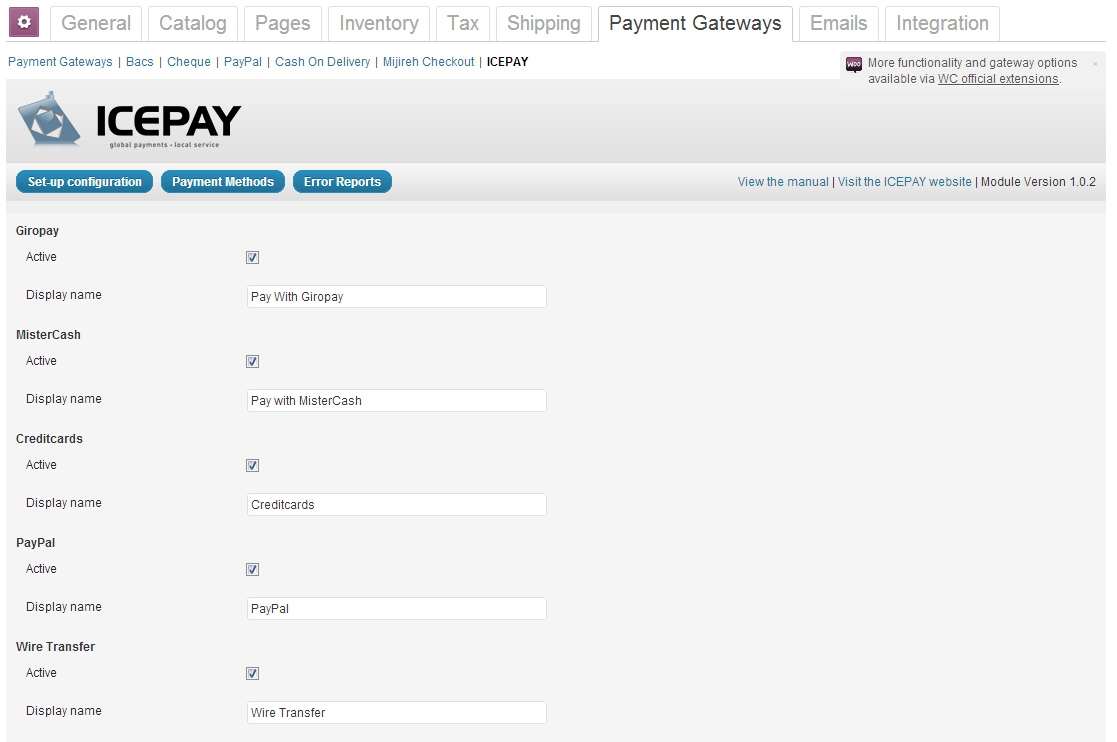 General Catalog Pages Inventory Tax Shipping Payment Gateways Emails Integration
Payment Gateways | Bacs | Cheque | PayPal | Cash On Delivery | Mijireh Checkout | ICEPAY
woo More functionality and gateway options ×
available via WC official extensions.
ICEPAY
global payments • local service
Set-up configuration Payment Methods Error Reports View the manual | Visit the ICEPAY website | Module Version 1.0.2
Giropay
Active
Display name Pay With Giropay
MisterCash
Active
Display name Pay with MisterCash
Creditcards
Active
Display name Creditcards
PayPal
Active
Display name PayPal
Wire Transfer
Active
Display name Wire Transfer